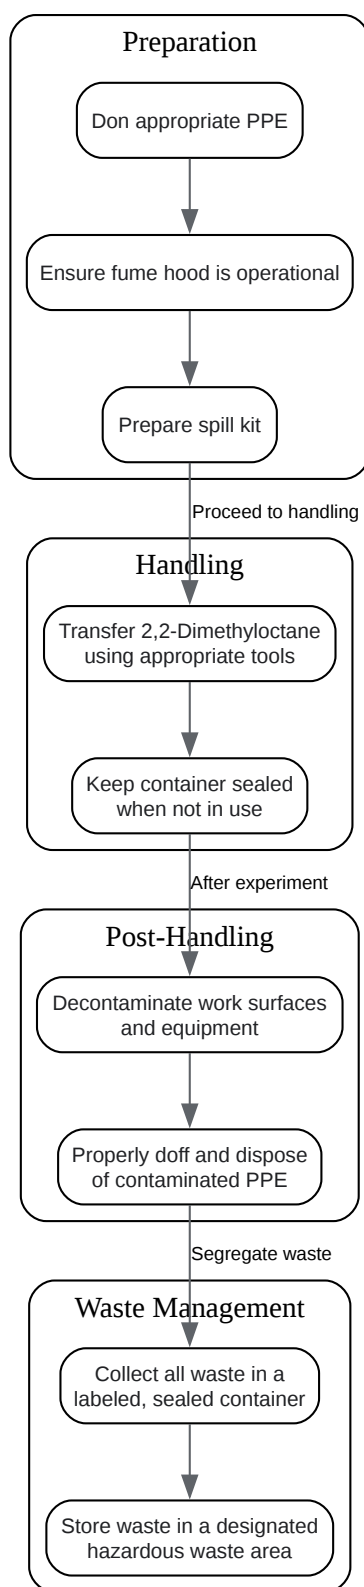 Preparation
Don appropriate PPE
Ensure fume hood is operational
Prepare spill kit
Proceed to handling
Handling
Transfer 2,2-Dimethyloctane
using appropriate tools
Keep container sealed
when not in use
After experiment
Post-Handling
Decontaminate work surfaces
and equipment
Properly doff and dispose
of contaminated PPE
Segregate waste
Waste Management
Collect all waste in a
labeled, sealed container
Store waste in a designated
hazardous waste area